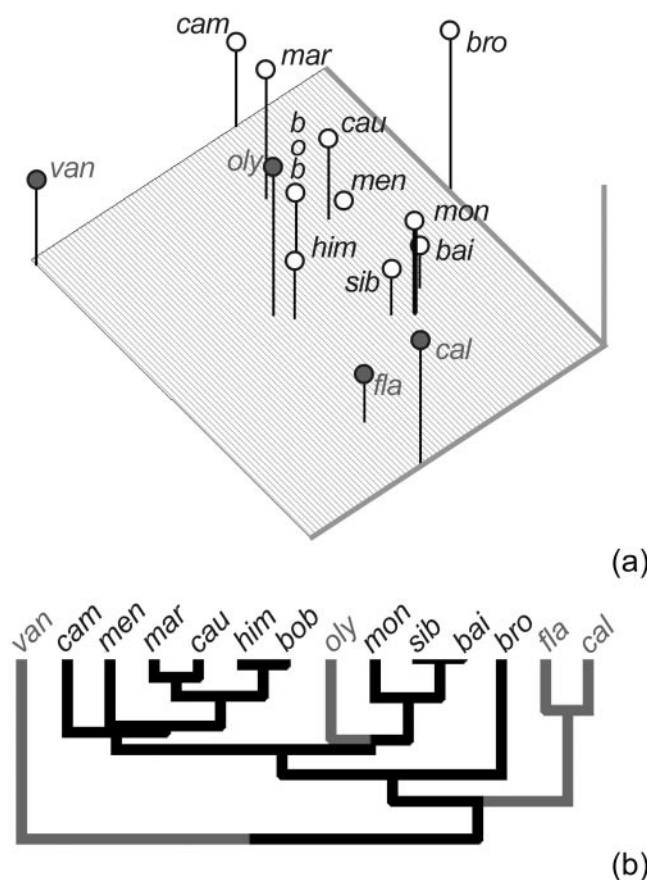 cam
mar
bro
b
o
b
cau
van
oly
men
mon
him
bai
sib
cal
fla
(a)
van cam men mar cau him bob oly mon sib bai bro fla cal
(b)